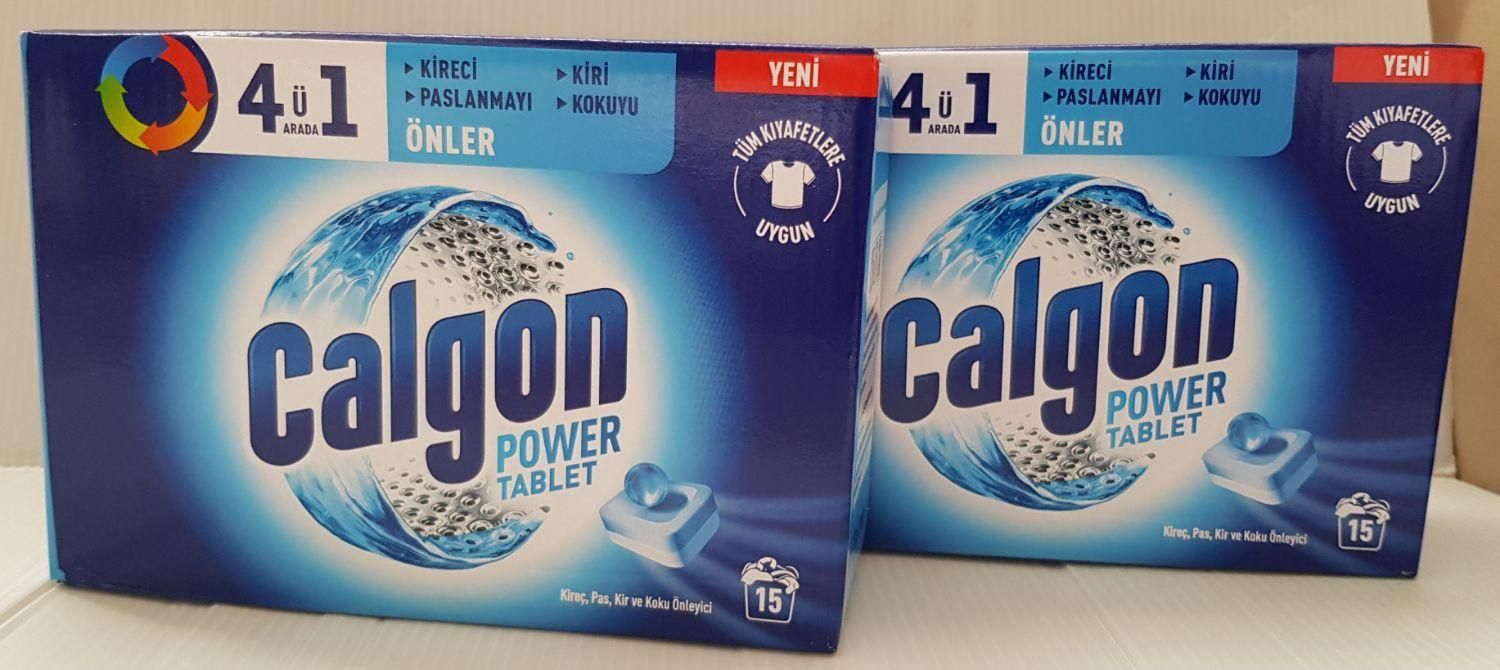 4 Ü 1
ARADA
▸ KİRECİ ▸ KİRİ
▸ PASLANMAYI ▸ KOKUYU
ÖNLER
YENİ
TÜM KIYAFETLERE
UYGUN
Calgon
POWER
TABLET
Kireç, Pas, Kir ve Koku Önleyici
15
4 Ü 1
ARADA
▸ KİRECİ ▸ KİRİ
▸ PASLANMAYI ▸ KOKUYU
ÖNLER
YENİ
TÜM KIYAFETLERE
UYGUN
Calgon
POWER
TABLET
Kireç, Pas, Kir ve Koku Önleyici
15